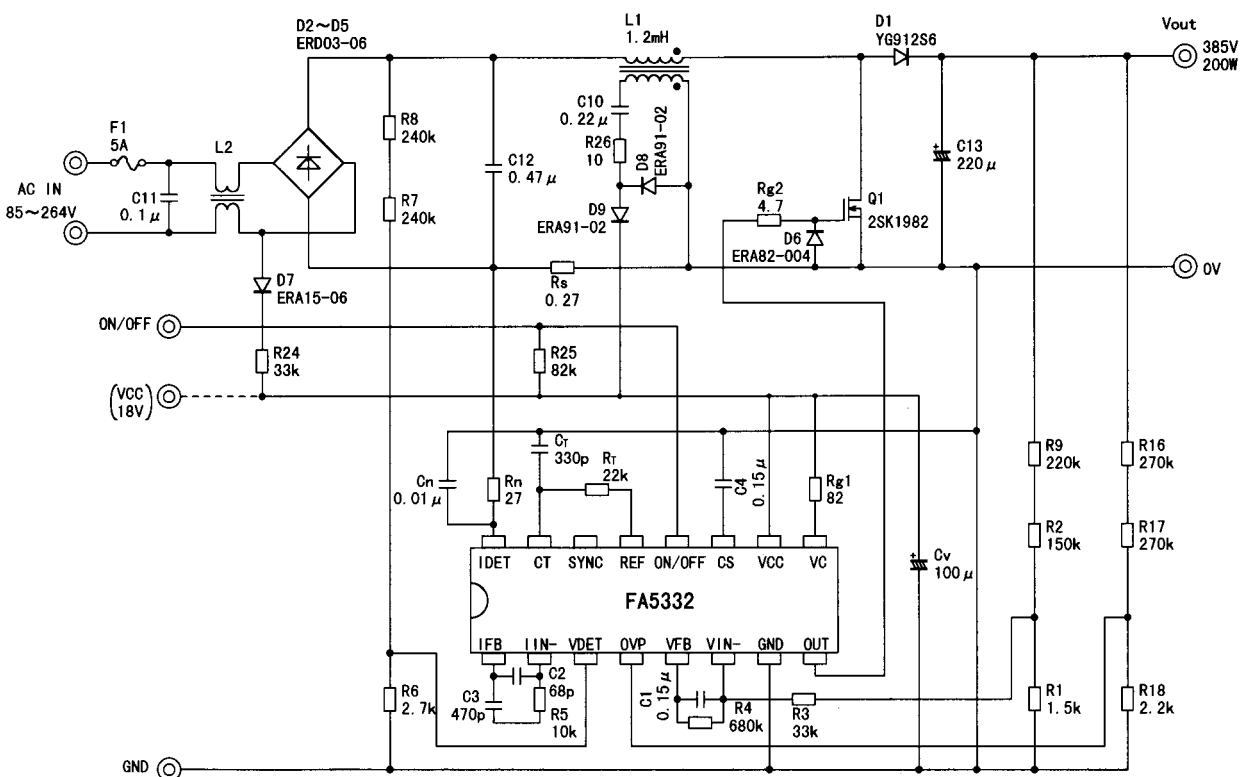 D2～D5
ERD03-06
L1
1.2mH
D1
YG912S6
Vout
385V
200W
F1
5A
L2
R8
240k
C10
0.22μ
R26
10
D8
ERA91-02
C12
0.47μ
C13
220μ
AC IN
85～264V
C11
0.1μ
R7
240k
D9
ERA91-02
Rg2
4.7
Q1
2SK1982
D6
ERA82-004
D7
ERA15-06
Rs
0.27
0V
ON/OFF
R24
33k
R25
82k
(VCC
18V)
CT
330p
RT
22k
Cn
0.01μ
Rn
27
C4
0.15μ
Rg1
82
R9
220k
R16
270k
R2
150k
R17
270k
Cv
100μ
IDET CT SYNC REF ON/OFF CS VCC VC
FA5332
IFB IIN- VDET OVP VFB VIN- GND OUT
C2
68p
C3
470p
R5
10k
C1
0.15μ
R4
680k
R3
33k
R6
2.7k
R1
1.5k
R18
2.2k
GND